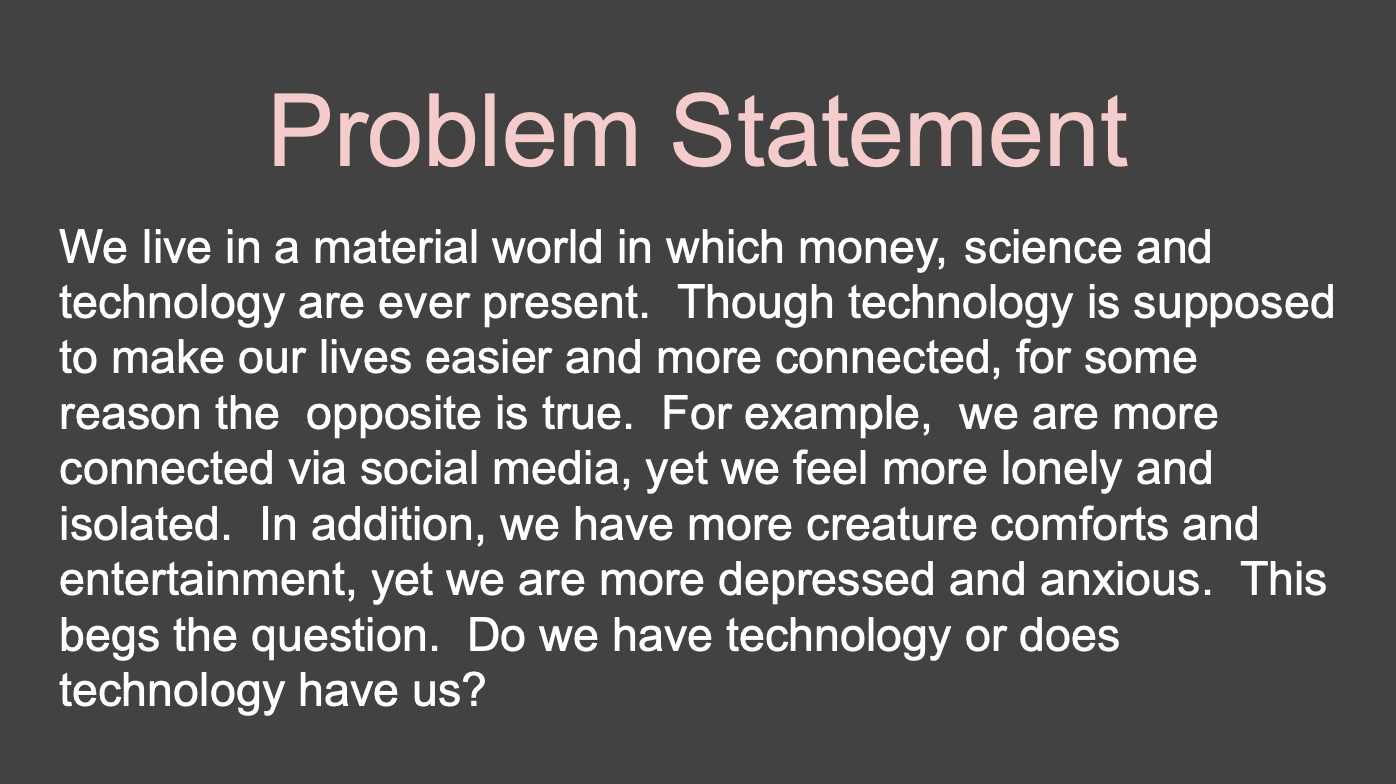 Problem Statement
We live in a material world in which money, science and
technology are ever present.  Though technology is supposed
to make our lives easier and more connected, for some
reason the  opposite is true.  For example,  we are more
connected via social media, yet we feel more lonely and
isolated.  In addition, we have more creature comforts and
entertainment, yet we are more depressed and anxious.  This
begs the question.  Do we have technology or does
technology have us?